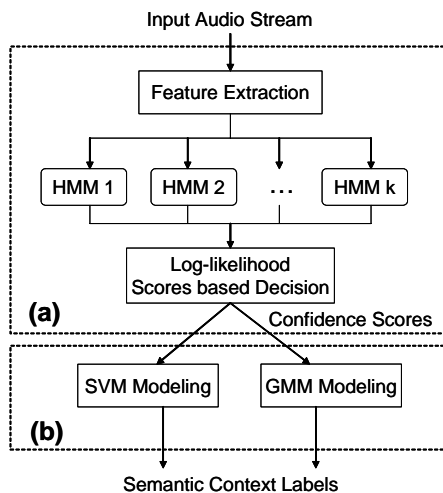 Input Audio Stream
Feature Extraction
HMM 1 HMM 2 ... HMM k
Log-likelihood
Scores based Decision
(a)
Confidence Scores
SVM Modeling GMM Modeling
(b)
Semantic Context Labels